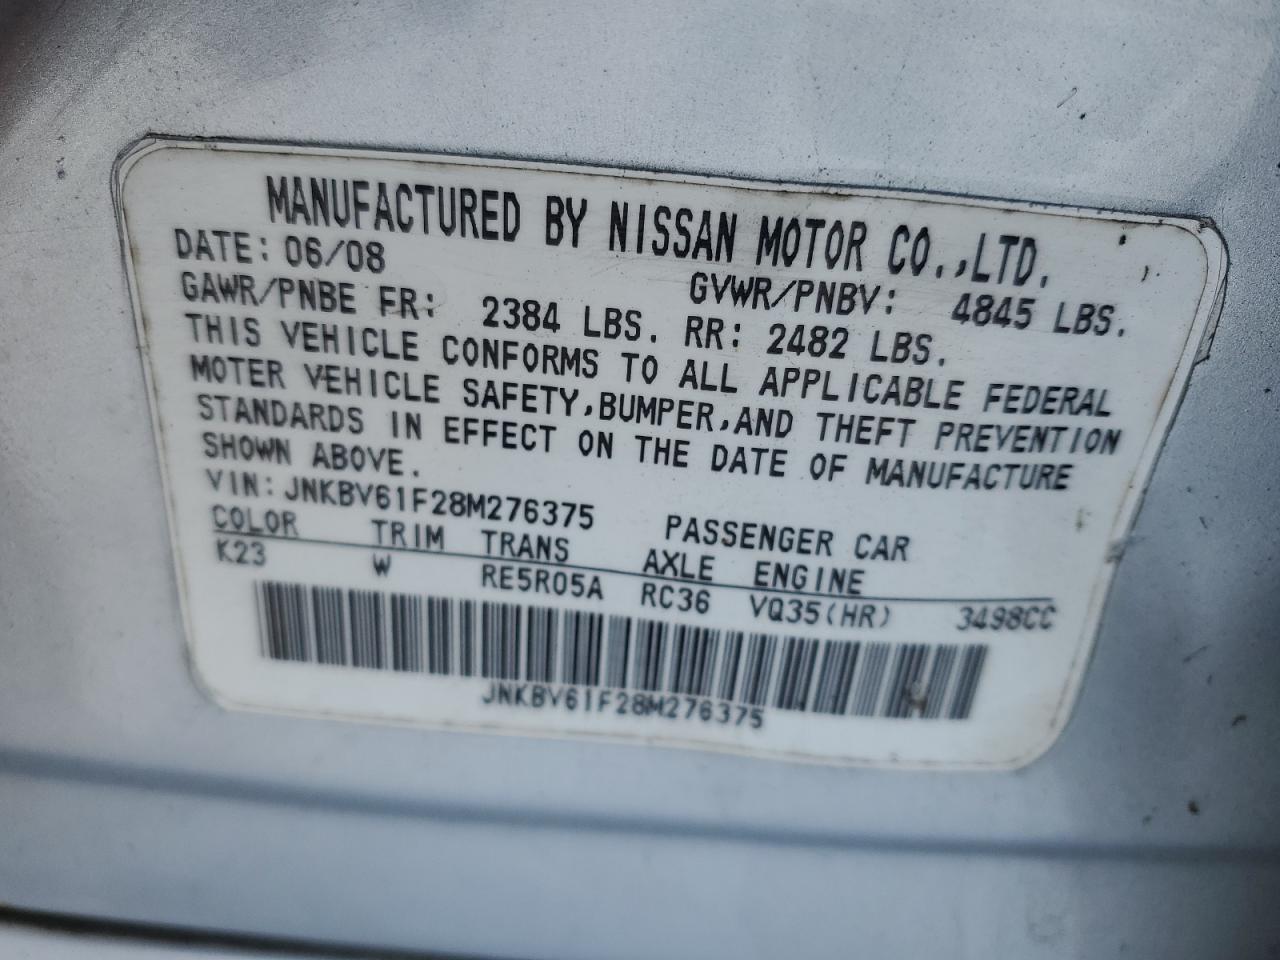 MANUFACTURED BY NISSAN MOTOR CO.,LTD.
DATE: 06/08 GVWR/PNBV: 4845 LBS.
GAWR/PNBE FR: 2384 LBS. RR: 2482 LBS.
THIS VEHICLE CONFORMS TO ALL APPLICABLE FEDERAL
MOTER VEHICLE SAFETY,BUMPER,AND THEFT PREVENTION
STANDARDS IN EFFECT ON THE DATE OF MANUFACTURE
SHOWN ABOVE.
VIN: JNKBV61F28M276375 PASSENGER CAR
COLOR TRIM TRANS AXLE ENGINE
K23 W RE5R05A RC36 VQ35(HR) 3498CC
JNKBV61F28M276375